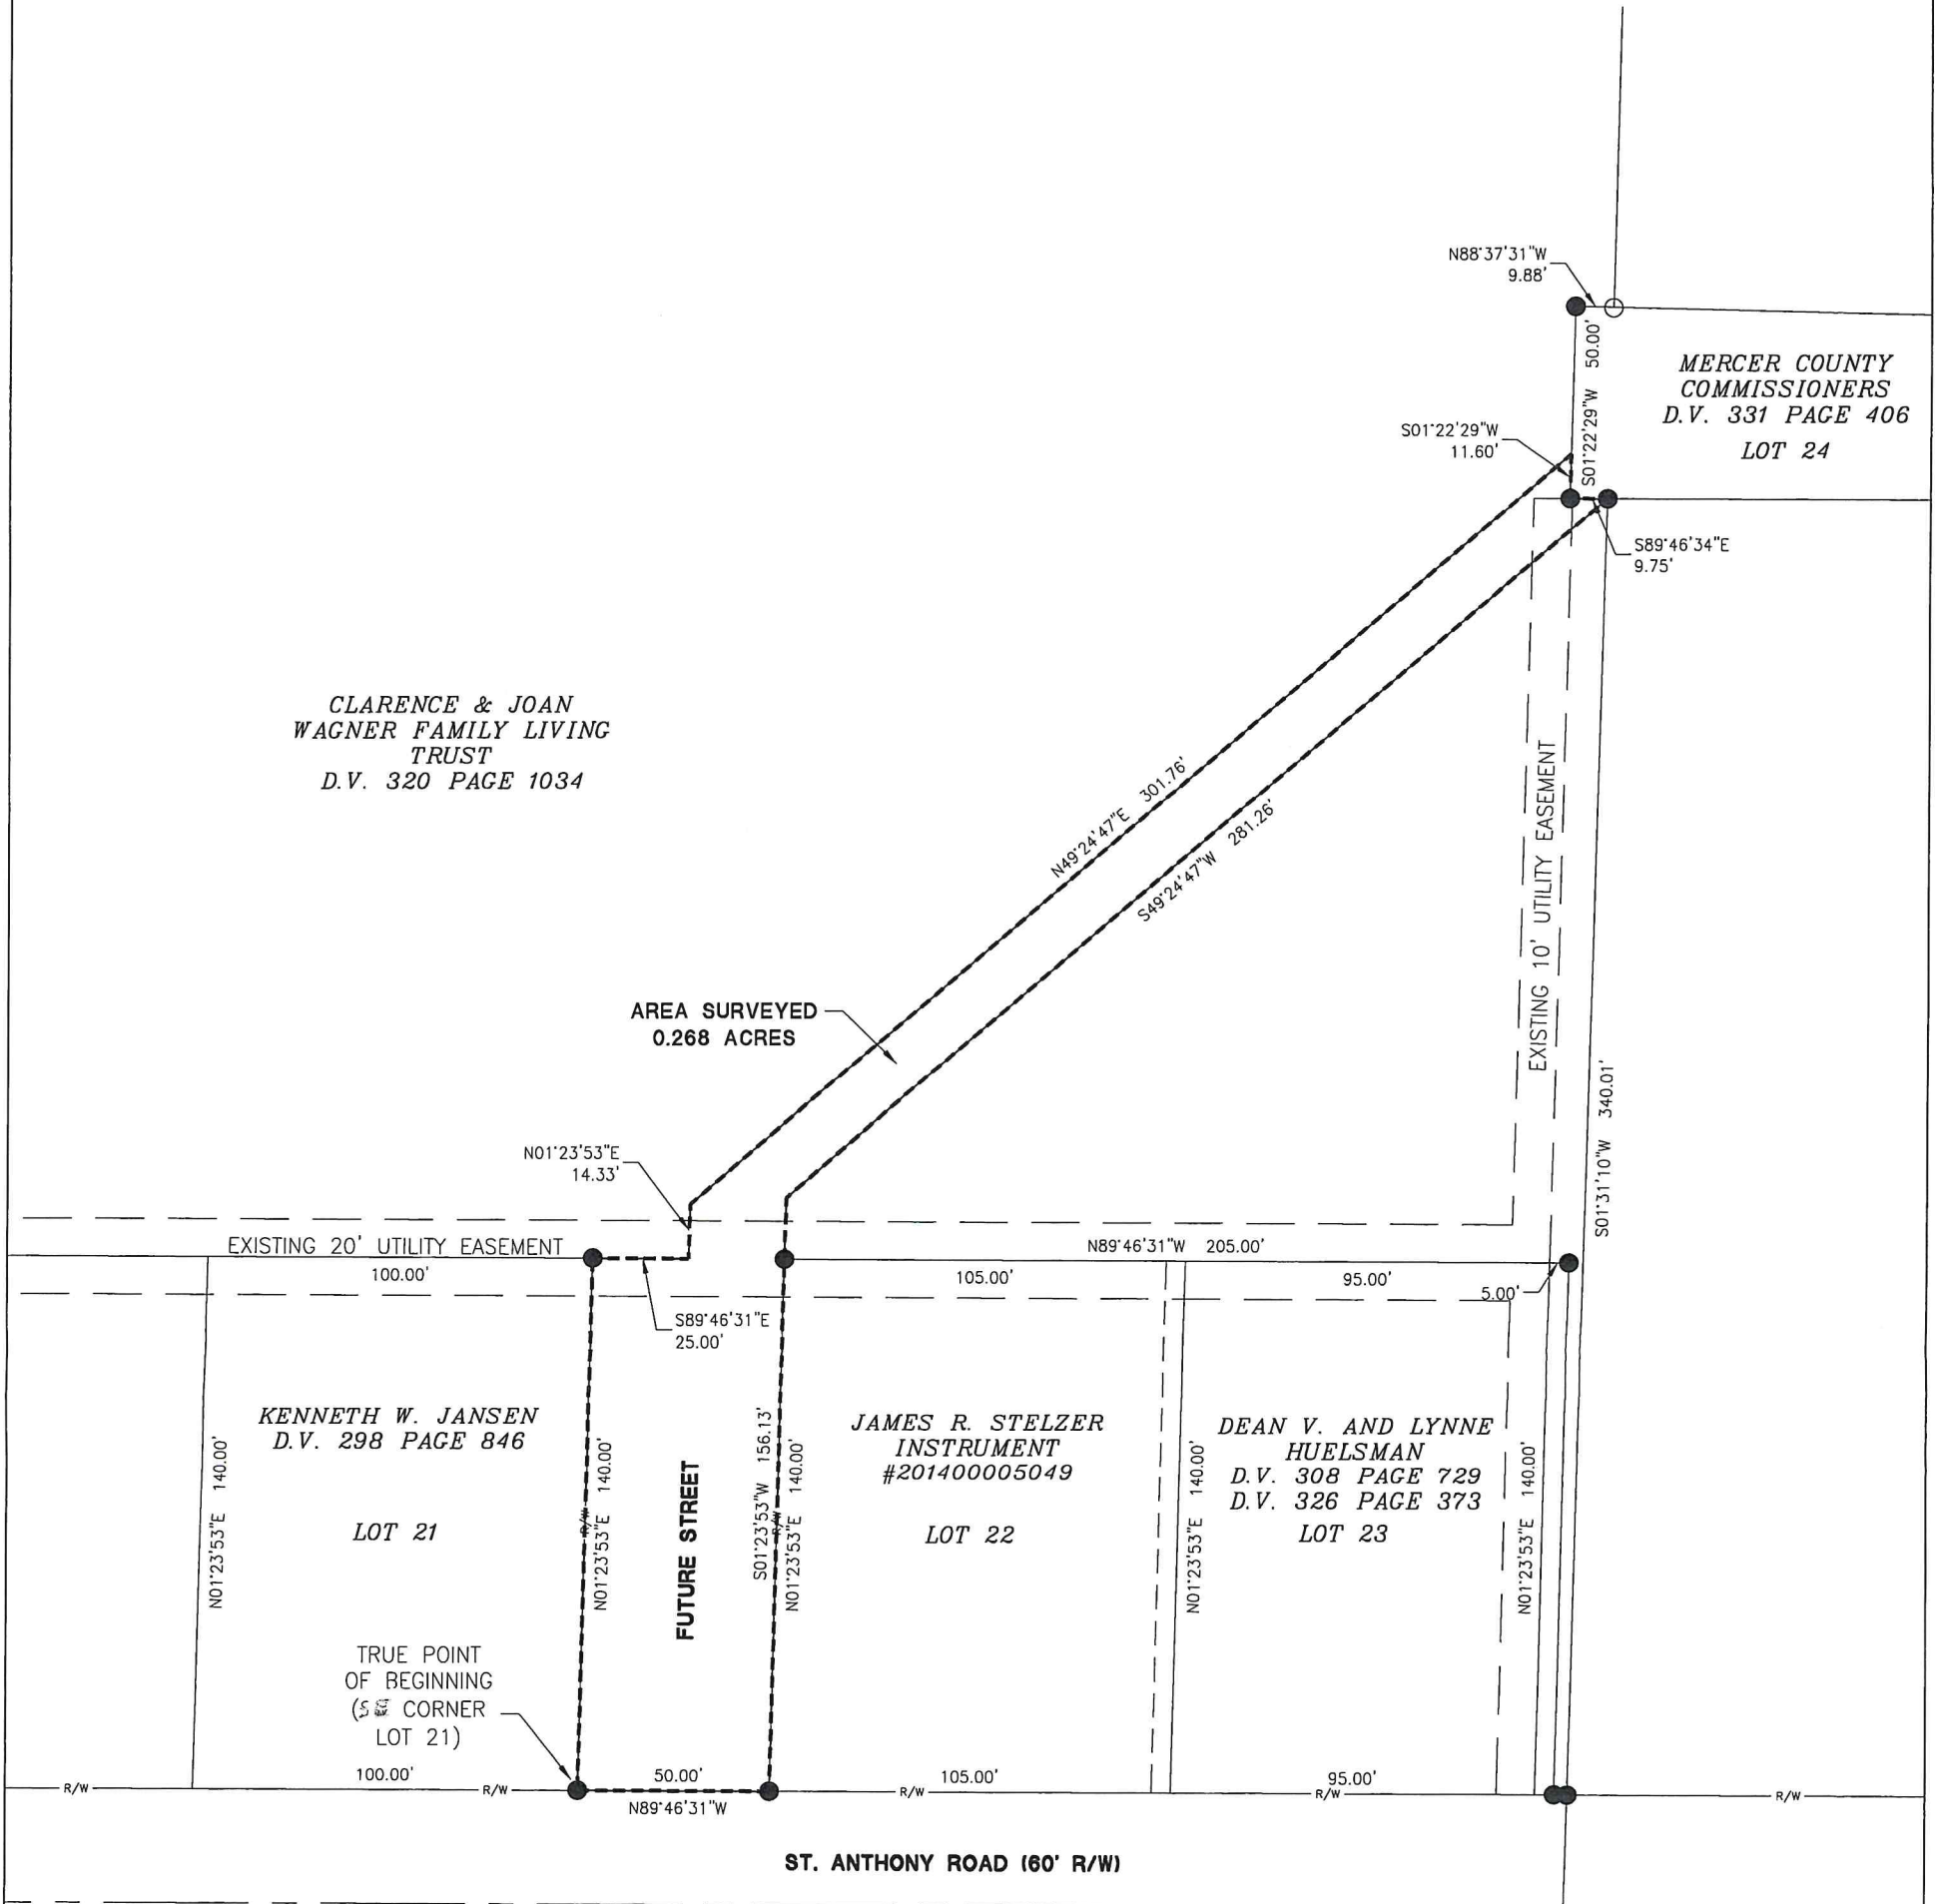 N88°37'31"W
9.88'
S01°22'29"W 50.00'
MERCER COUNTY
COMMISSIONERS
D.V. 331 PAGE 406
LOT 24
S01°22'29"W
11.60'
S89°46'34"E
9.75'
CLARENCE & JOAN
WAGNER FAMILY LIVING
TRUST
D.V. 320 PAGE 1034
N49°24'47"E 301.76'
S49°24'47"W 281.26'
EXISTING 10' UTILITY EASEMENT
S01°31'10"W 340.01'
AREA SURVEYED
0.268 ACRES
N01°23'53"E
14.33'
EXISTING 20' UTILITY EASEMENT
N89°46'31"W 205.00'
100.00'
105.00'
95.00'
5.00'
S89°46'31"E
25.00'
KENNETH W. JANSEN
D.V. 298 PAGE 846
LOT 21
N01°23'53"E 140.00'
N01°23'53"E 140.00'
R/W
FUTURE STREET
S01°23'53"W 156.13'
R/W
N01°23'53"E 140.00'
JAMES R. STELZER
INSTRUMENT
#201400005049
LOT 22
N01°23'53"E 140.00'
DEAN V. AND LYNNE
HUELSMAN
D.V. 308 PAGE 729
D.V. 326 PAGE 373
LOT 23
N01°23'53"E 140.00'
TRUE POINT
OF BEGINNING
(SE CORNER
LOT 21)
R/W
100.00'
R/W
50.00'
N89°46'31"W
R/W
105.00'
95.00'
R/W
R/W
ST. ANTHONY ROAD (60' R/W)